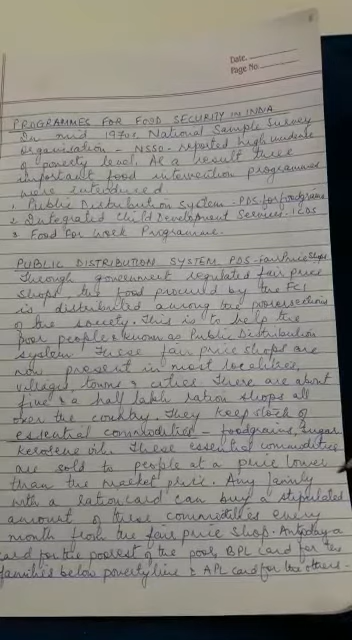 Date.
Page No.
PROGRAMMES FOR FOOD SECURITY IN INDIA
In mid 1970s, National Sample Survey
Organisation - NSSO - reported high incidence
of poverty level. As a result three
important food intervention programmes
were introduced
1. Public Distribution System - PDS for foodgrains
2 Integrated Child Development Services - ICDS
3 Food For Work Programme.
PUBLIC DISTRIBUTION SYSTEM PDS - Fair Price Shops
Through government regulated fair price
shops, the food procured by the FCI
is distributed among the poor sections
of the society. This is to help the
poor people & known as Public Distribution
system. These fair price shops are
now present in most localities,
villages, towns & cities. There are about
five & a half lakh ration shops all
over the country. They keep stock of
essential commodities - foodgrains, sugar
kerosene oil. These essential commodities
are sold to people at a price lower
than the market price. Any family
with a ration card can buy a stipulated
amount of these commodities every
month from the fair price shop. Antyodaya
card for the poorest of the poor, BPL card for the
families below poverty line & APL card for the others.